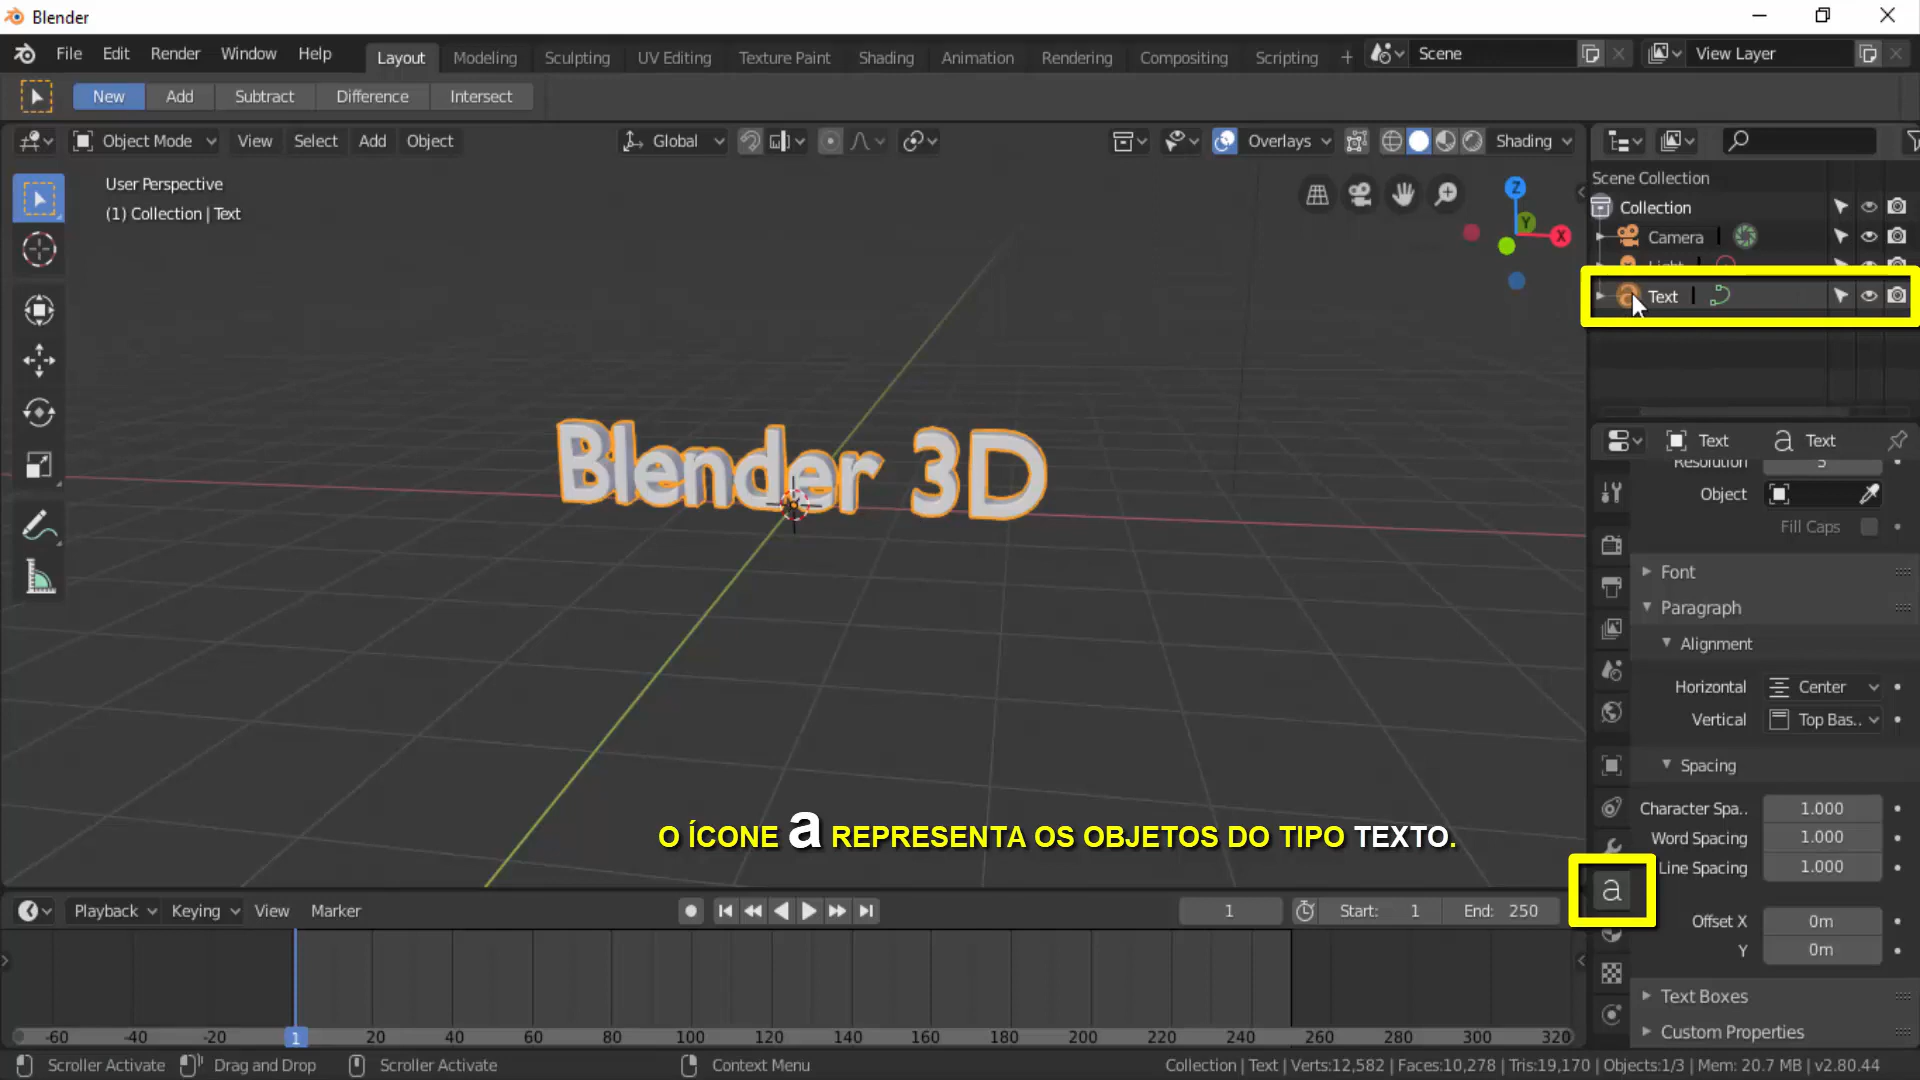 Blender
File Edit Render Window Help Layout Modeling Sculpting UV Editing Texture Paint Shading Animation Rendering Compositing Scripting + Scene View Layer
New Add Subtract Difference Intersect
Object Mode View Select Add Object Global Overlays Shading
User Perspective
(1) Collection | Text
Z
Y
X
Scene Collection
Collection
Camera
Light
Text
Blender 3D
Text a Text
Resolution 5
Object
Fill Caps
Font
Paragraph
Alignment
Horizontal Center
Vertical Top Bas..
Spacing
Character Spa.. 1.000
Word Spacing 1.000
Line Spacing 1.000
a
Offset X 0m
Y 0m
Text Boxes
Custom Properties
O ÍCONE a REPRESENTA OS OBJETOS DO TIPO TEXTO.
Playback Keying View Marker 1 Start: 1 End: 250
-60 -40 -20 1 20 40 60 80 100 120 140 160 180 200 220 240 260 280 300 320
Scroller Activate Drag and Drop Scroller Activate Context Menu Collection | Text | Verts:12,582 | Faces:10,278 | Tris:19,170 | Objects:1/3 | Mem: 20.7 MB | v2.80.44